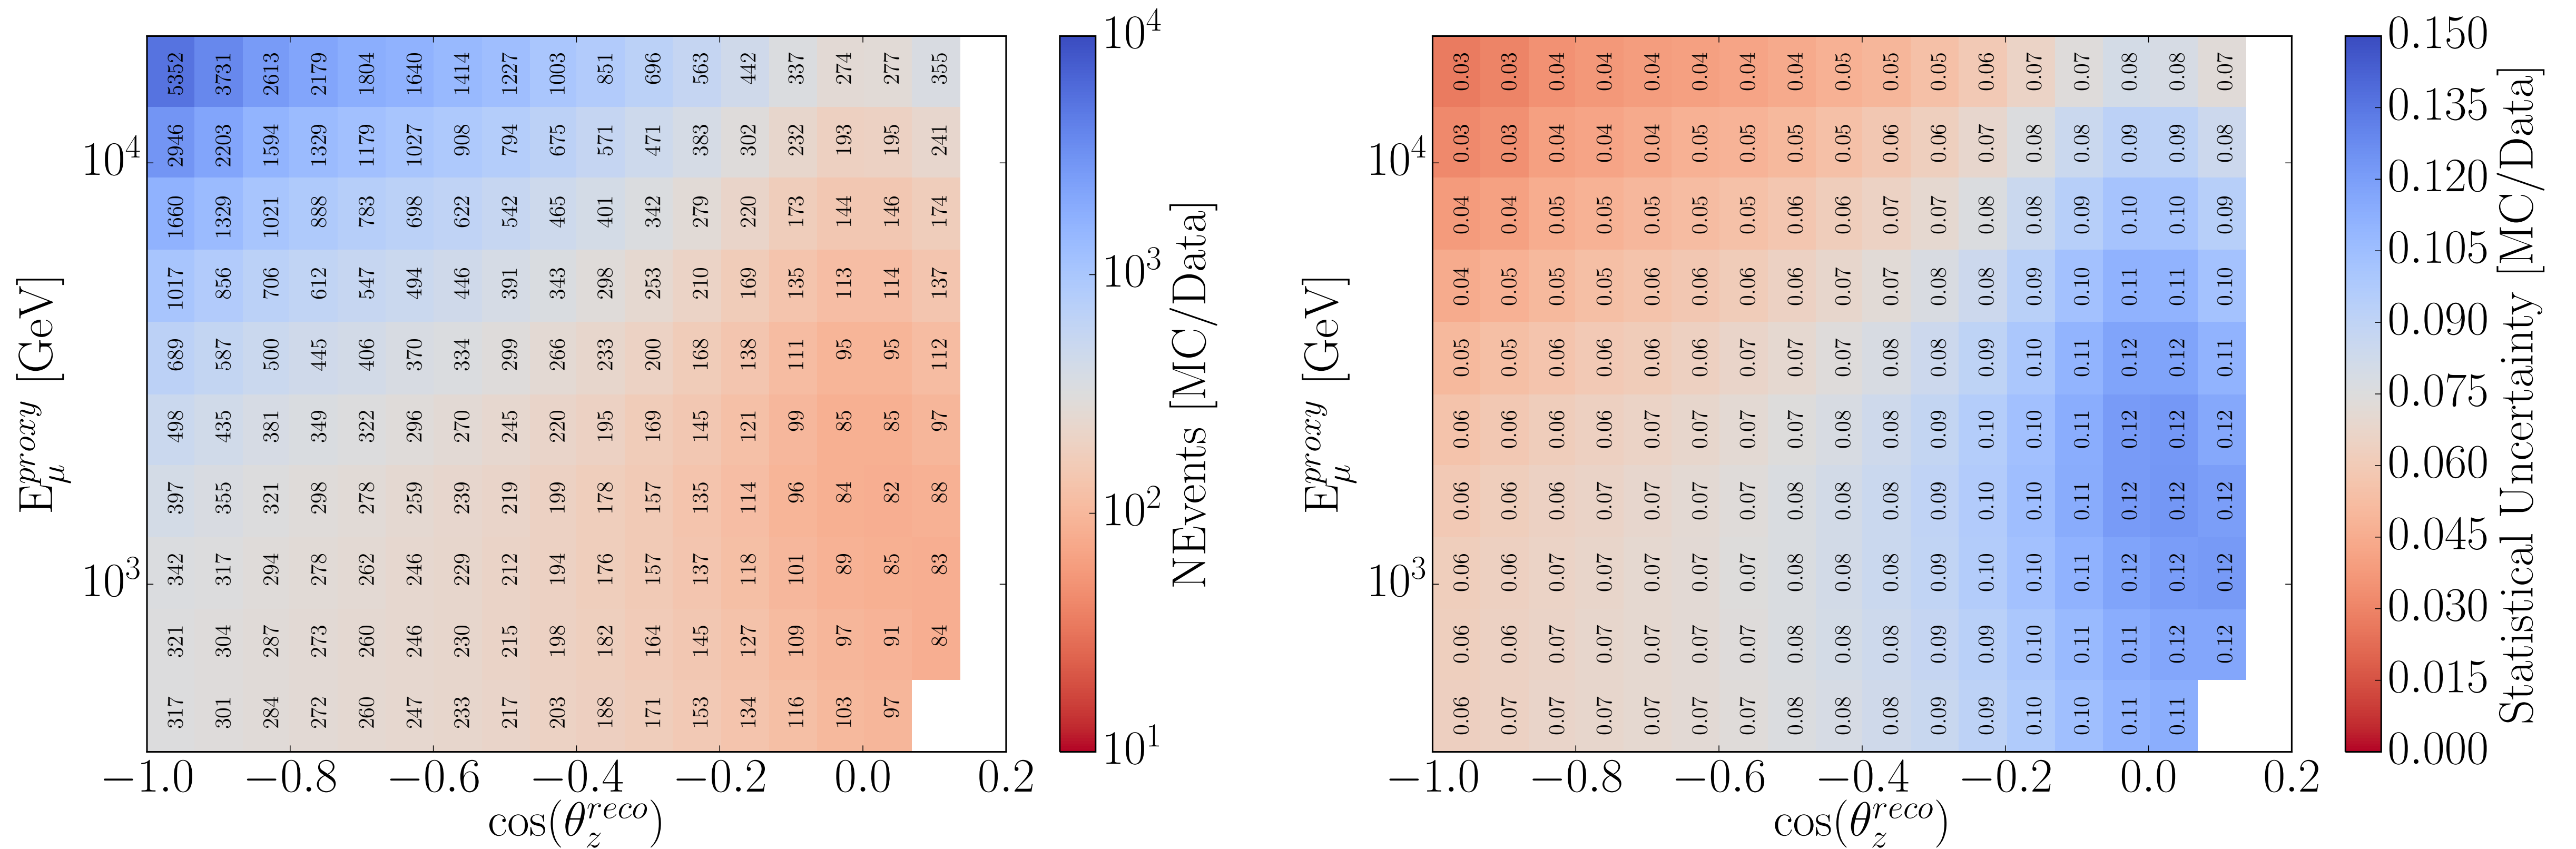 5352 3731 2613 2179 1804 1640 1414 1227 1003 851 696 563 442 337 274 277 355
2946 2203 1594 1329 1179 1027 908 794 675 571 471 383 302 232 193 195 241
1660 1329 1021 888 783 698 622 542 465 401 342 279 220 173 144 146 174
1017 856 706 612 547 494 446 391 343 298 253 210 169 135 113 114 137
689 587 500 445 406 370 334 299 266 233 200 168 138 111 95 95 112
498 435 381 349 322 296 270 245 220 195 169 145 121 99 85 85 97
397 355 321 298 278 259 239 219 199 178 157 135 114 96 84 82 88
342 317 294 278 262 246 229 212 194 176 157 137 118 101 89 85 83
321 304 287 273 260 246 230 215 198 182 164 145 127 109 97 91 84
317 301 284 272 260 247 233 217 203 188 171 153 134 116 103 97
10⁴
10³
E_μ^{proxy} [GeV]
−1.0 −0.8 −0.6 −0.4 −0.2 0.0 0.2
cos(θ_z^{reco})
10⁴
10³
10²
10¹
NEvents [MC/Data]
0.03 0.03 0.04 0.04 0.04 0.04 0.04 0.04 0.05 0.05 0.05 0.06 0.07 0.07 0.08 0.08 0.07
0.03 0.03 0.04 0.04 0.04 0.05 0.05 0.05 0.05 0.06 0.06 0.07 0.08 0.08 0.09 0.09 0.08
0.04 0.04 0.05 0.05 0.05 0.05 0.05 0.06 0.06 0.07 0.07 0.08 0.08 0.09 0.10 0.10 0.09
0.04 0.05 0.05 0.05 0.06 0.06 0.06 0.06 0.07 0.07 0.08 0.08 0.09 0.10 0.11 0.11 0.10
0.05 0.05 0.06 0.06 0.06 0.06 0.07 0.07 0.07 0.08 0.08 0.09 0.10 0.11 0.12 0.12 0.11
0.06 0.06 0.06 0.06 0.07 0.07 0.07 0.07 0.08 0.08 0.09 0.10 0.10 0.11 0.12 0.12 0.12
0.06 0.06 0.06 0.07 0.07 0.07 0.07 0.08 0.08 0.08 0.09 0.10 0.10 0.11 0.12 0.12 0.12
0.06 0.06 0.07 0.07 0.07 0.07 0.07 0.08 0.08 0.08 0.09 0.10 0.10 0.11 0.12 0.12 0.12
0.06 0.06 0.07 0.07 0.07 0.07 0.07 0.08 0.08 0.08 0.09 0.09 0.10 0.11 0.11 0.12 0.12
0.06 0.07 0.07 0.07 0.07 0.07 0.07 0.08 0.08 0.08 0.09 0.09 0.10 0.10 0.11 0.11
10⁴
10³
E_μ^{proxy} [GeV]
−1.0 −0.8 −0.6 −0.4 −0.2 0.0 0.2
cos(θ_z^{reco})
0.150
0.135
0.120
0.105
0.090
0.075
0.060
0.045
0.030
0.015
0.000
Statistical Uncertainty [MC/Data]